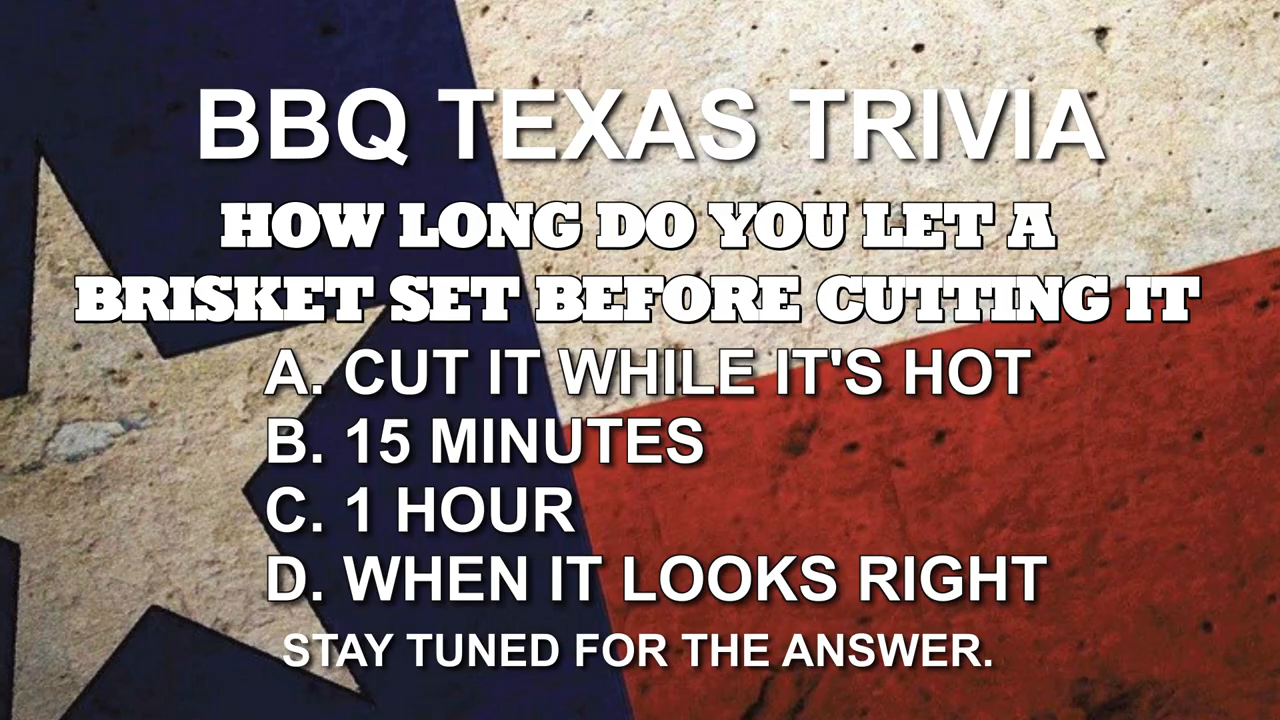 BBQ TEXAS TRIVIA
HOW LONG DO YOU LET A
BRISKET SET BEFORE CUTTING IT
A. CUT IT WHILE IT'S HOT
B. 15 MINUTES
C. 1 HOUR
D. WHEN IT LOOKS RIGHT
STAY TUNED FOR THE ANSWER.